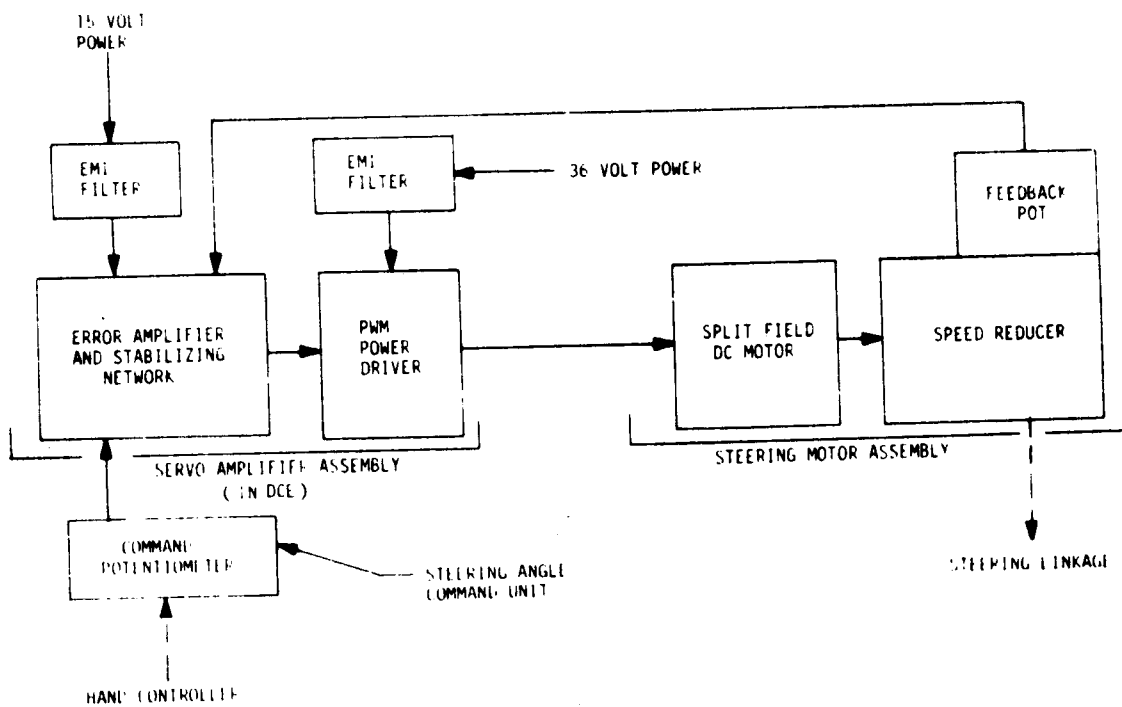 15 VOLT
POWER
EMI
FILTER
EMI
FILTER
36 VOLT POWER
FEEDBACK
POT
ERROR AMPLIFIER
AND STABILIZING
NETWORK
PWM
POWER
DRIVER
SPLIT FIELD
DC MOTOR
SPEED REDUCER
SERVO AMPLIFIER ASSEMBLY
(IN DCE)
STEERING MOTOR ASSEMBLY
COMMAND
POTENTIOMETER
STEERING ANGLE
COMMAND UNIT
STEERING LINKAGE
HAND CONTROLLER